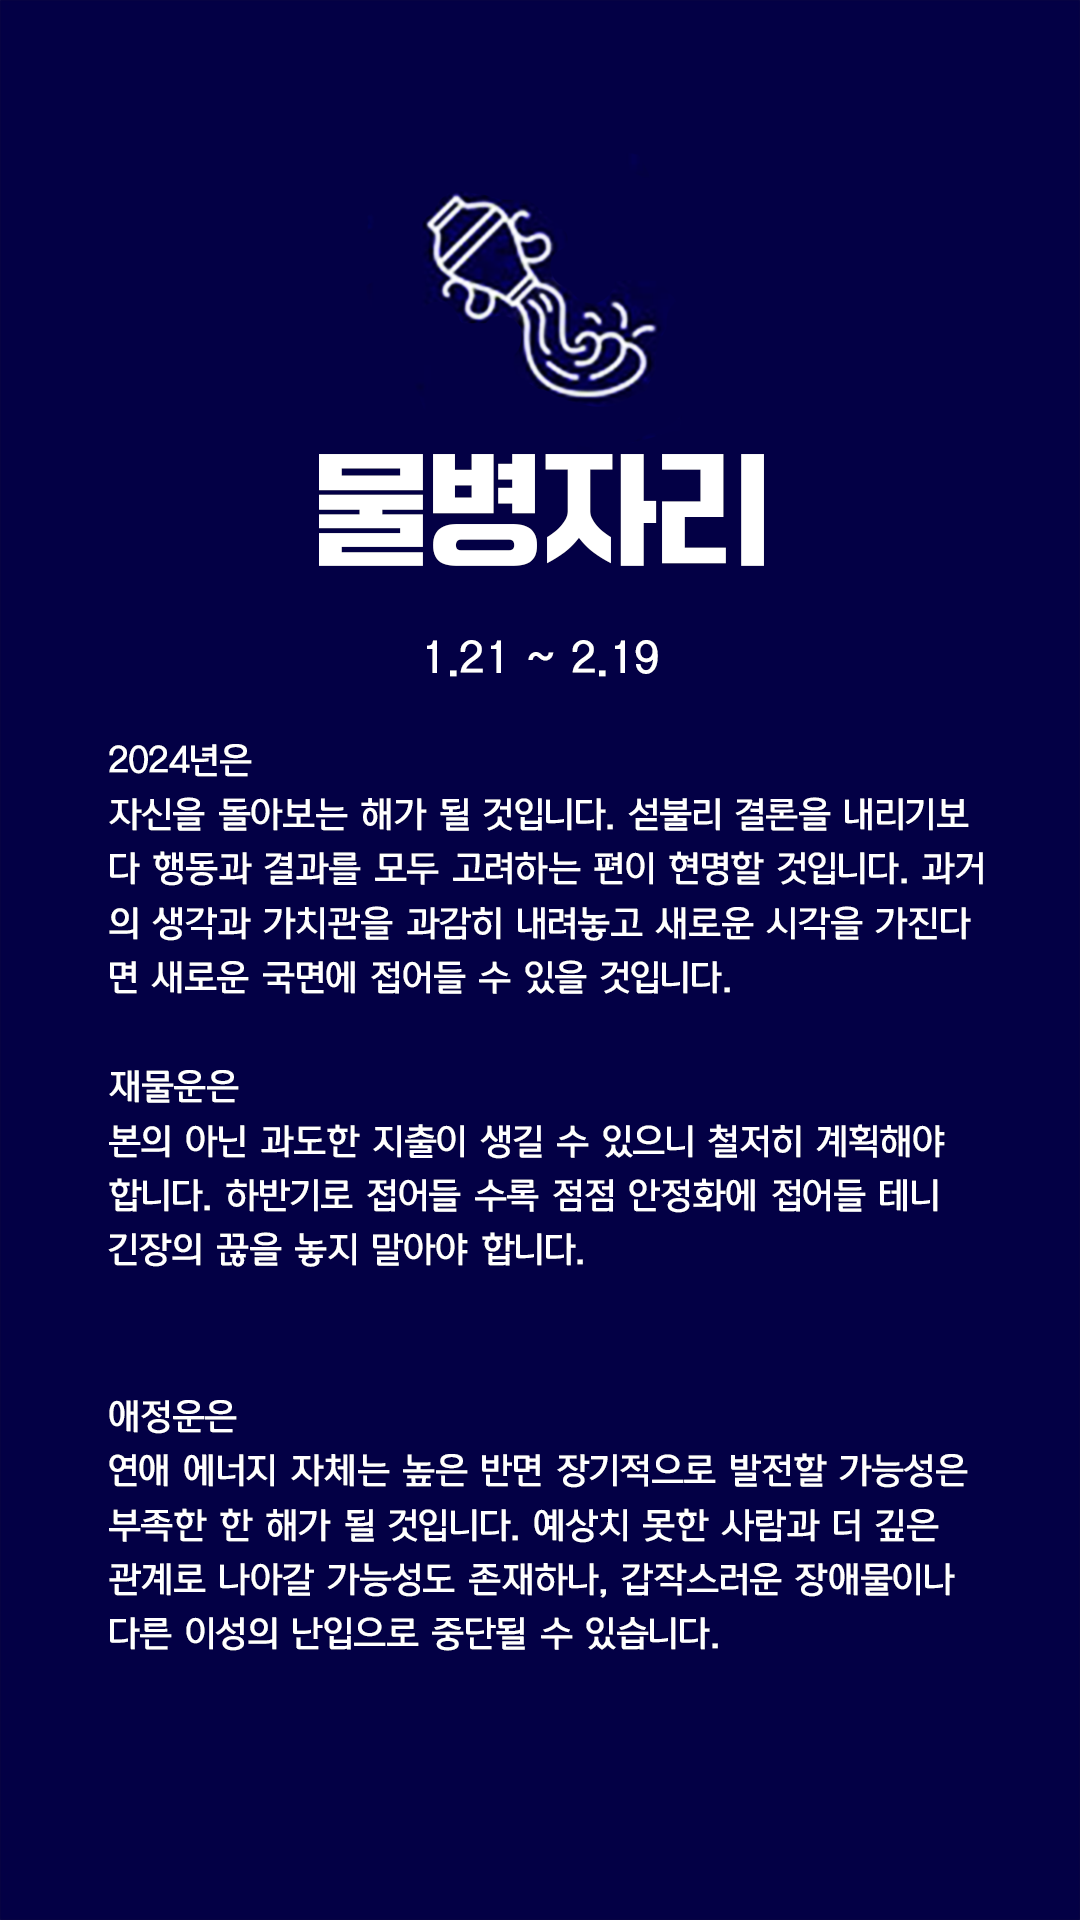 물병자리
1.21 ~ 2.19
2024년은
자신을 돌아보는 해가 될 것입니다. 섣불리 결론을 내리기보
다 행동과 결과를 모두 고려하는 편이 현명할 것입니다. 과거
의 생각과 가치관을 과감히 내려놓고 새로운 시각을 가진다
면 새로운 국면에 접어들 수 있을 것입니다.
재물운은
본의 아닌 과도한 지출이 생길 수 있으니 철저히 계획해야
합니다. 하반기로 접어들 수록 점점 안정화에 접어들 테니
긴장의 끊을 놓지 말아야 합니다.
애정운은
연애 에너지 자체는 높은 반면 장기적으로 발전할 가능성은
부족한 한 해가 될 것입니다. 예상치 못한 사람과 더 깊은
관계로 나아갈 가능성도 존재하나, 갑작스러운 장애물이나
다른 이성의 난입으로 중단될 수 있습니다.